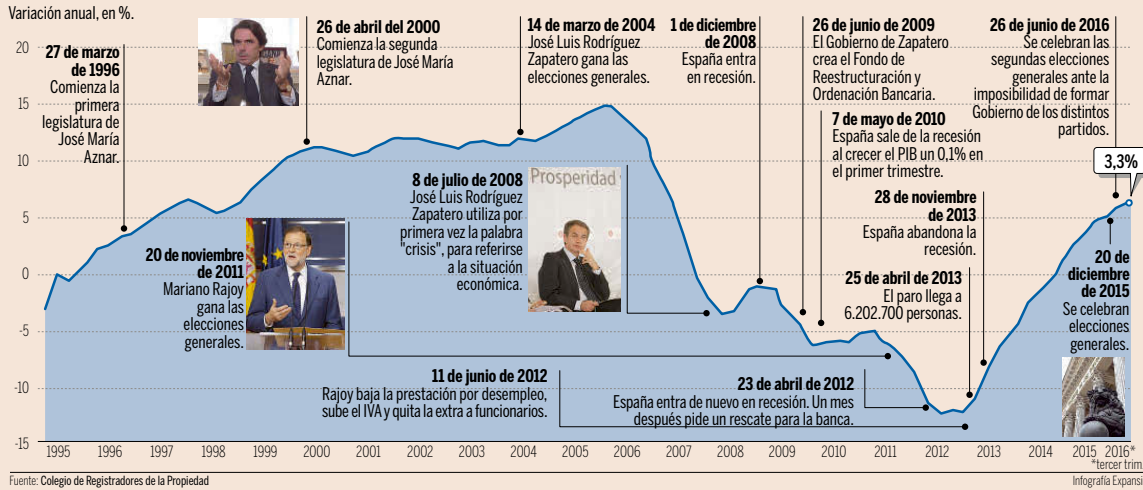 Variación anual, en %.
20
15
10
5
0
-5
-10
-15
27 de marzo
de 1996
Comienza la
primera
legislatura de
José María
Aznar.
26 de abril del 2000
Comienza la segunda
legislatura de José María
Aznar.
14 de marzo de 2004
José Luis Rodríguez
Zapatero gana las
elecciones generales.
1 de diciembre
de 2008
España entra
en recesión.
26 de junio de 2009
El Gobierno de Zapatero
crea el Fondo de
Reestructuración y
Ordenación Bancaria.
26 de junio de 2016
Se celebran las
segundas elecciones
generales ante la
imposibilidad de formar
Gobierno de los distintos
partidos.
7 de mayo de 2010
España sale de la recesión
al crecer el PIB un 0,1% en
el primer trimestre.
3,3%
8 de julio de 2008
José Luis Rodríguez
Zapatero utiliza por
primera vez la palabra
"crisis", para referirse
a la situación
económica.
Prosperidad
28 de noviembre
de 2013
España abandona la
recesión.
20 de noviembre
de 2011
Mariano Rajoy
gana las
elecciones
generales.
25 de abril de 2013
El paro llega a
6.202.700 personas.
20 de
diciembre
de 2015
Se celebran
elecciones
generales.
11 de junio de 2012
Rajoy baja la prestación por desempleo,
sube el IVA y quita la extra a funcionarios.
23 de abril de 2012
España entra de nuevo en recesión. Un mes
después pide un rescate para la banca.
1995 1996 1997 1998 1999 2000 2001 2002 2003 2004 2005 2006 2007 2008 2009 2010 2011 2012 2013 2014 2015 2016*
*tercer trim
Fuente: Colegio de Registradores de la Propiedad
Infografía Expansi